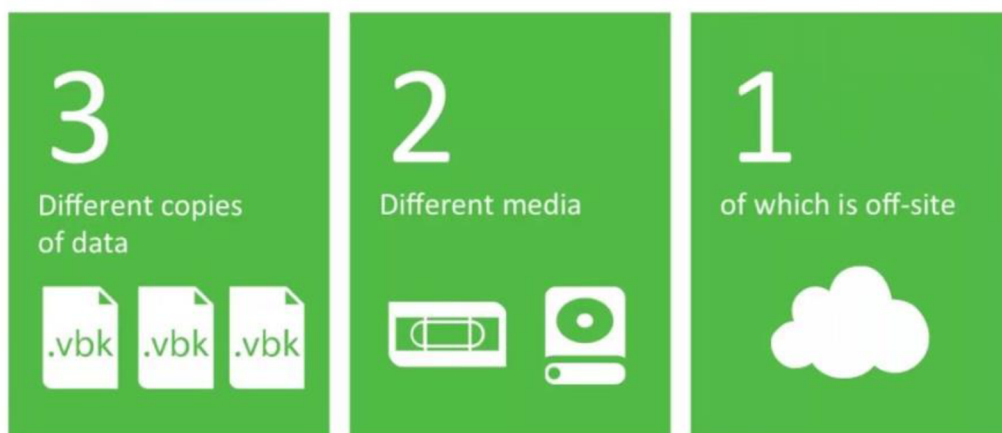 3
Different copies
of data
.vbk .vbk .vbk
2
Different media
1
of which is off-site